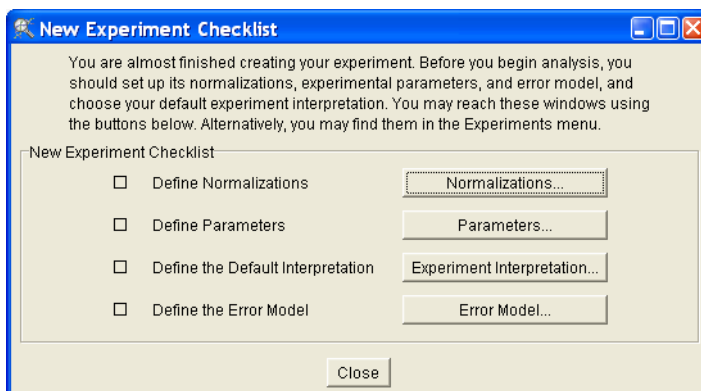 New Experiment Checklist
You are almost finished creating your experiment. Before you begin analysis, you
should set up its normalizations, experimental parameters, and error model, and
choose your default experiment interpretation. You may reach these windows using
the buttons below. Alternatively, you may find them in the Experiments menu.
New Experiment Checklist
Define Normalizations Normalizations...
Define Parameters Parameters...
Define the Default Interpretation Experiment Interpretation...
Define the Error Model Error Model...
Close